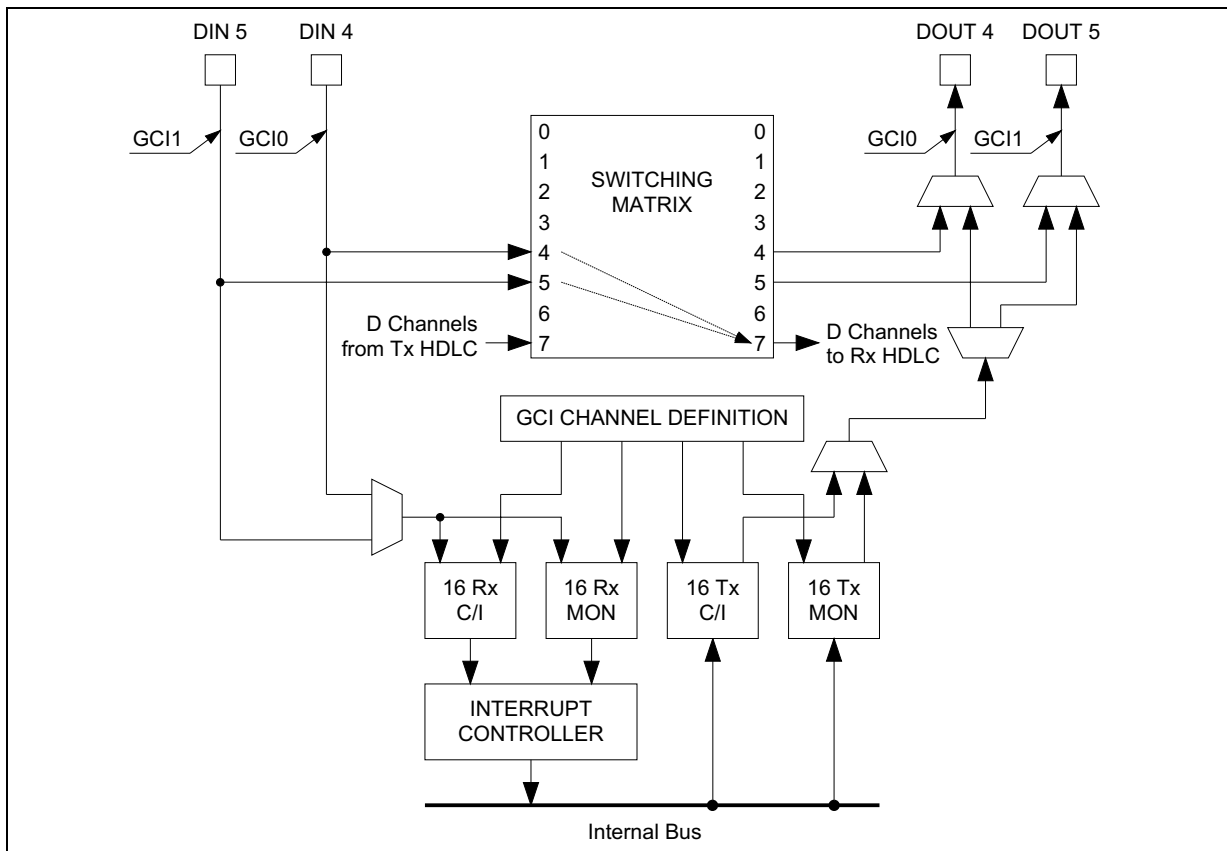 DIN 5
DIN 4
DOUT 4
DOUT 5
GCI1
GCI0
GCI0
GCI1
0
1
2
3
4
5
6
7
SWITCHING
MATRIX
0
1
2
3
4
5
6
7
D Channels
from Tx HDLC
D Channels
to Rx HDLC
GCI CHANNEL DEFINITION
16 Rx
C/I
16 Rx
MON
16 Tx
C/I
16 Tx
MON
INTERRUPT
CONTROLLER
Internal Bus